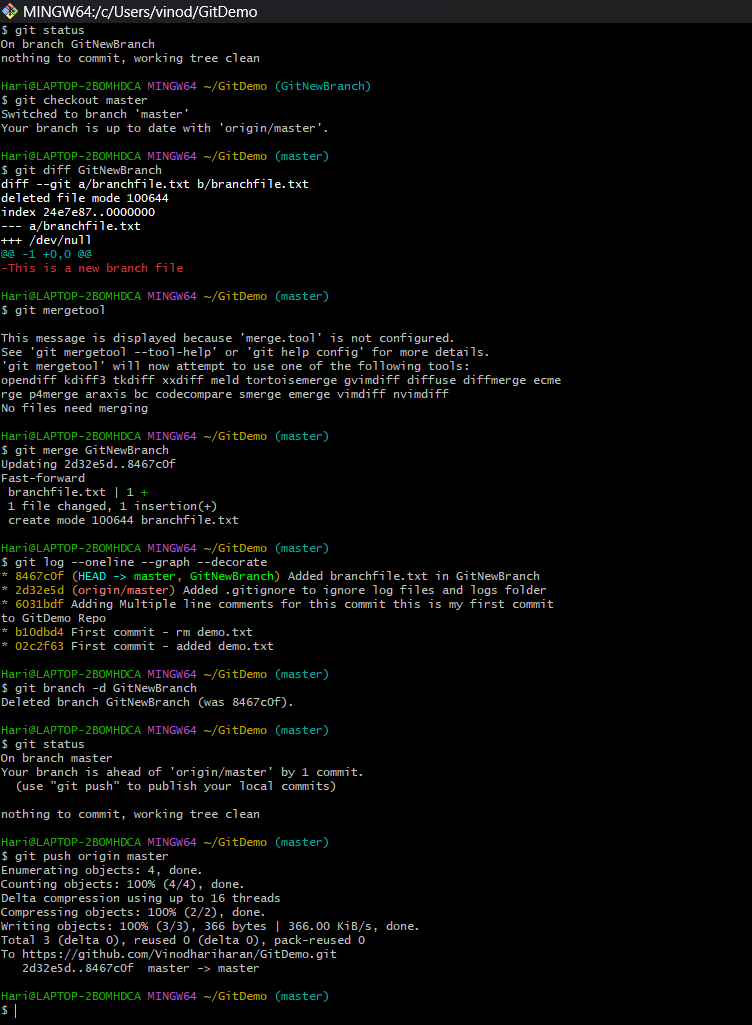 MINGW64:/c/Users/vinod/GitDemo
$ git status
On branch GitNewBranch
nothing to commit, working tree clean
Hari@LAPTOP-2BOMHDCA MINGW64 ~/GitDemo (GitNewBranch)
$ git checkout master
Switched to branch 'master'
Your branch is up to date with 'origin/master'.
Hari@LAPTOP-2BOMHDCA MINGW64 ~/GitDemo (master)
$ git diff GitNewBranch
diff --git a/branchfile.txt b/branchfile.txt
deleted file mode 100644
index 24e7e87..0000000
--- a/branchfile.txt
+++ /dev/null
@@ -1 +0,0 @@
-This is a new branch file
Hari@LAPTOP-2BOMHDCA MINGW64 ~/GitDemo (master)
$ git mergetool
This message is displayed because 'merge.tool' is not configured.
See 'git mergetool --tool-help' or 'git help config' for more details.
'git mergetool' will now attempt to use one of the following tools:
opendiff kdiff3 tkdiff xxdiff meld tortoisemerge gvimdiff diffuse diffmerge ecme
rge p4merge araxis bc codecompare smerge emerge vimdiff nvimdiff
No files need merging
Hari@LAPTOP-2BOMHDCA MINGW64 ~/GitDemo (master)
$ git merge GitNewBranch
Updating 2d32e5d..8467c0f
Fast-forward
branchfile.txt | 1 +
1 file changed, 1 insertion(+)
create mode 100644 branchfile.txt
Hari@LAPTOP-2BOMHDCA MINGW64 ~/GitDemo (master)
$ git log --oneline --graph --decorate
* 8467c0f (HEAD -> master, GitNewBranch) Added branchfile.txt in GitNewBranch
* 2d32e5d (origin/master) Added .gitignore to ignore log files and logs folder
* 6031bdf Adding Multiple line comments for this commit this is my first commit
to GitDemo Repo
* b10dbd4 First commit - rm demo.txt
* 02c2f63 First commit - added demo.txt
Hari@LAPTOP-2BOMHDCA MINGW64 ~/GitDemo (master)
$ git branch -d GitNewBranch
Deleted branch GitNewBranch (was 8467c0f).
Hari@LAPTOP-2BOMHDCA MINGW64 ~/GitDemo (master)
$ git status
On branch master
Your branch is ahead of 'origin/master' by 1 commit.
(use "git push" to publish your local commits)
nothing to commit, working tree clean
Hari@LAPTOP-2BOMHDCA MINGW64 ~/GitDemo (master)
$ git push origin master
Enumerating objects: 4, done.
Counting objects: 100% (4/4), done.
Delta compression using up to 16 threads
Compressing objects: 100% (2/2), done.
Writing objects: 100% (3/3), 366 bytes | 366.00 KiB/s, done.
Total 3 (delta 0), reused 0 (delta 0), pack-reused 0
To https://github.com/Vinodhariharan/GitDemo.git
2d32e5d..8467c0f master -> master
Hari@LAPTOP-2BOMHDCA MINGW64 ~/GitDemo (master)
$